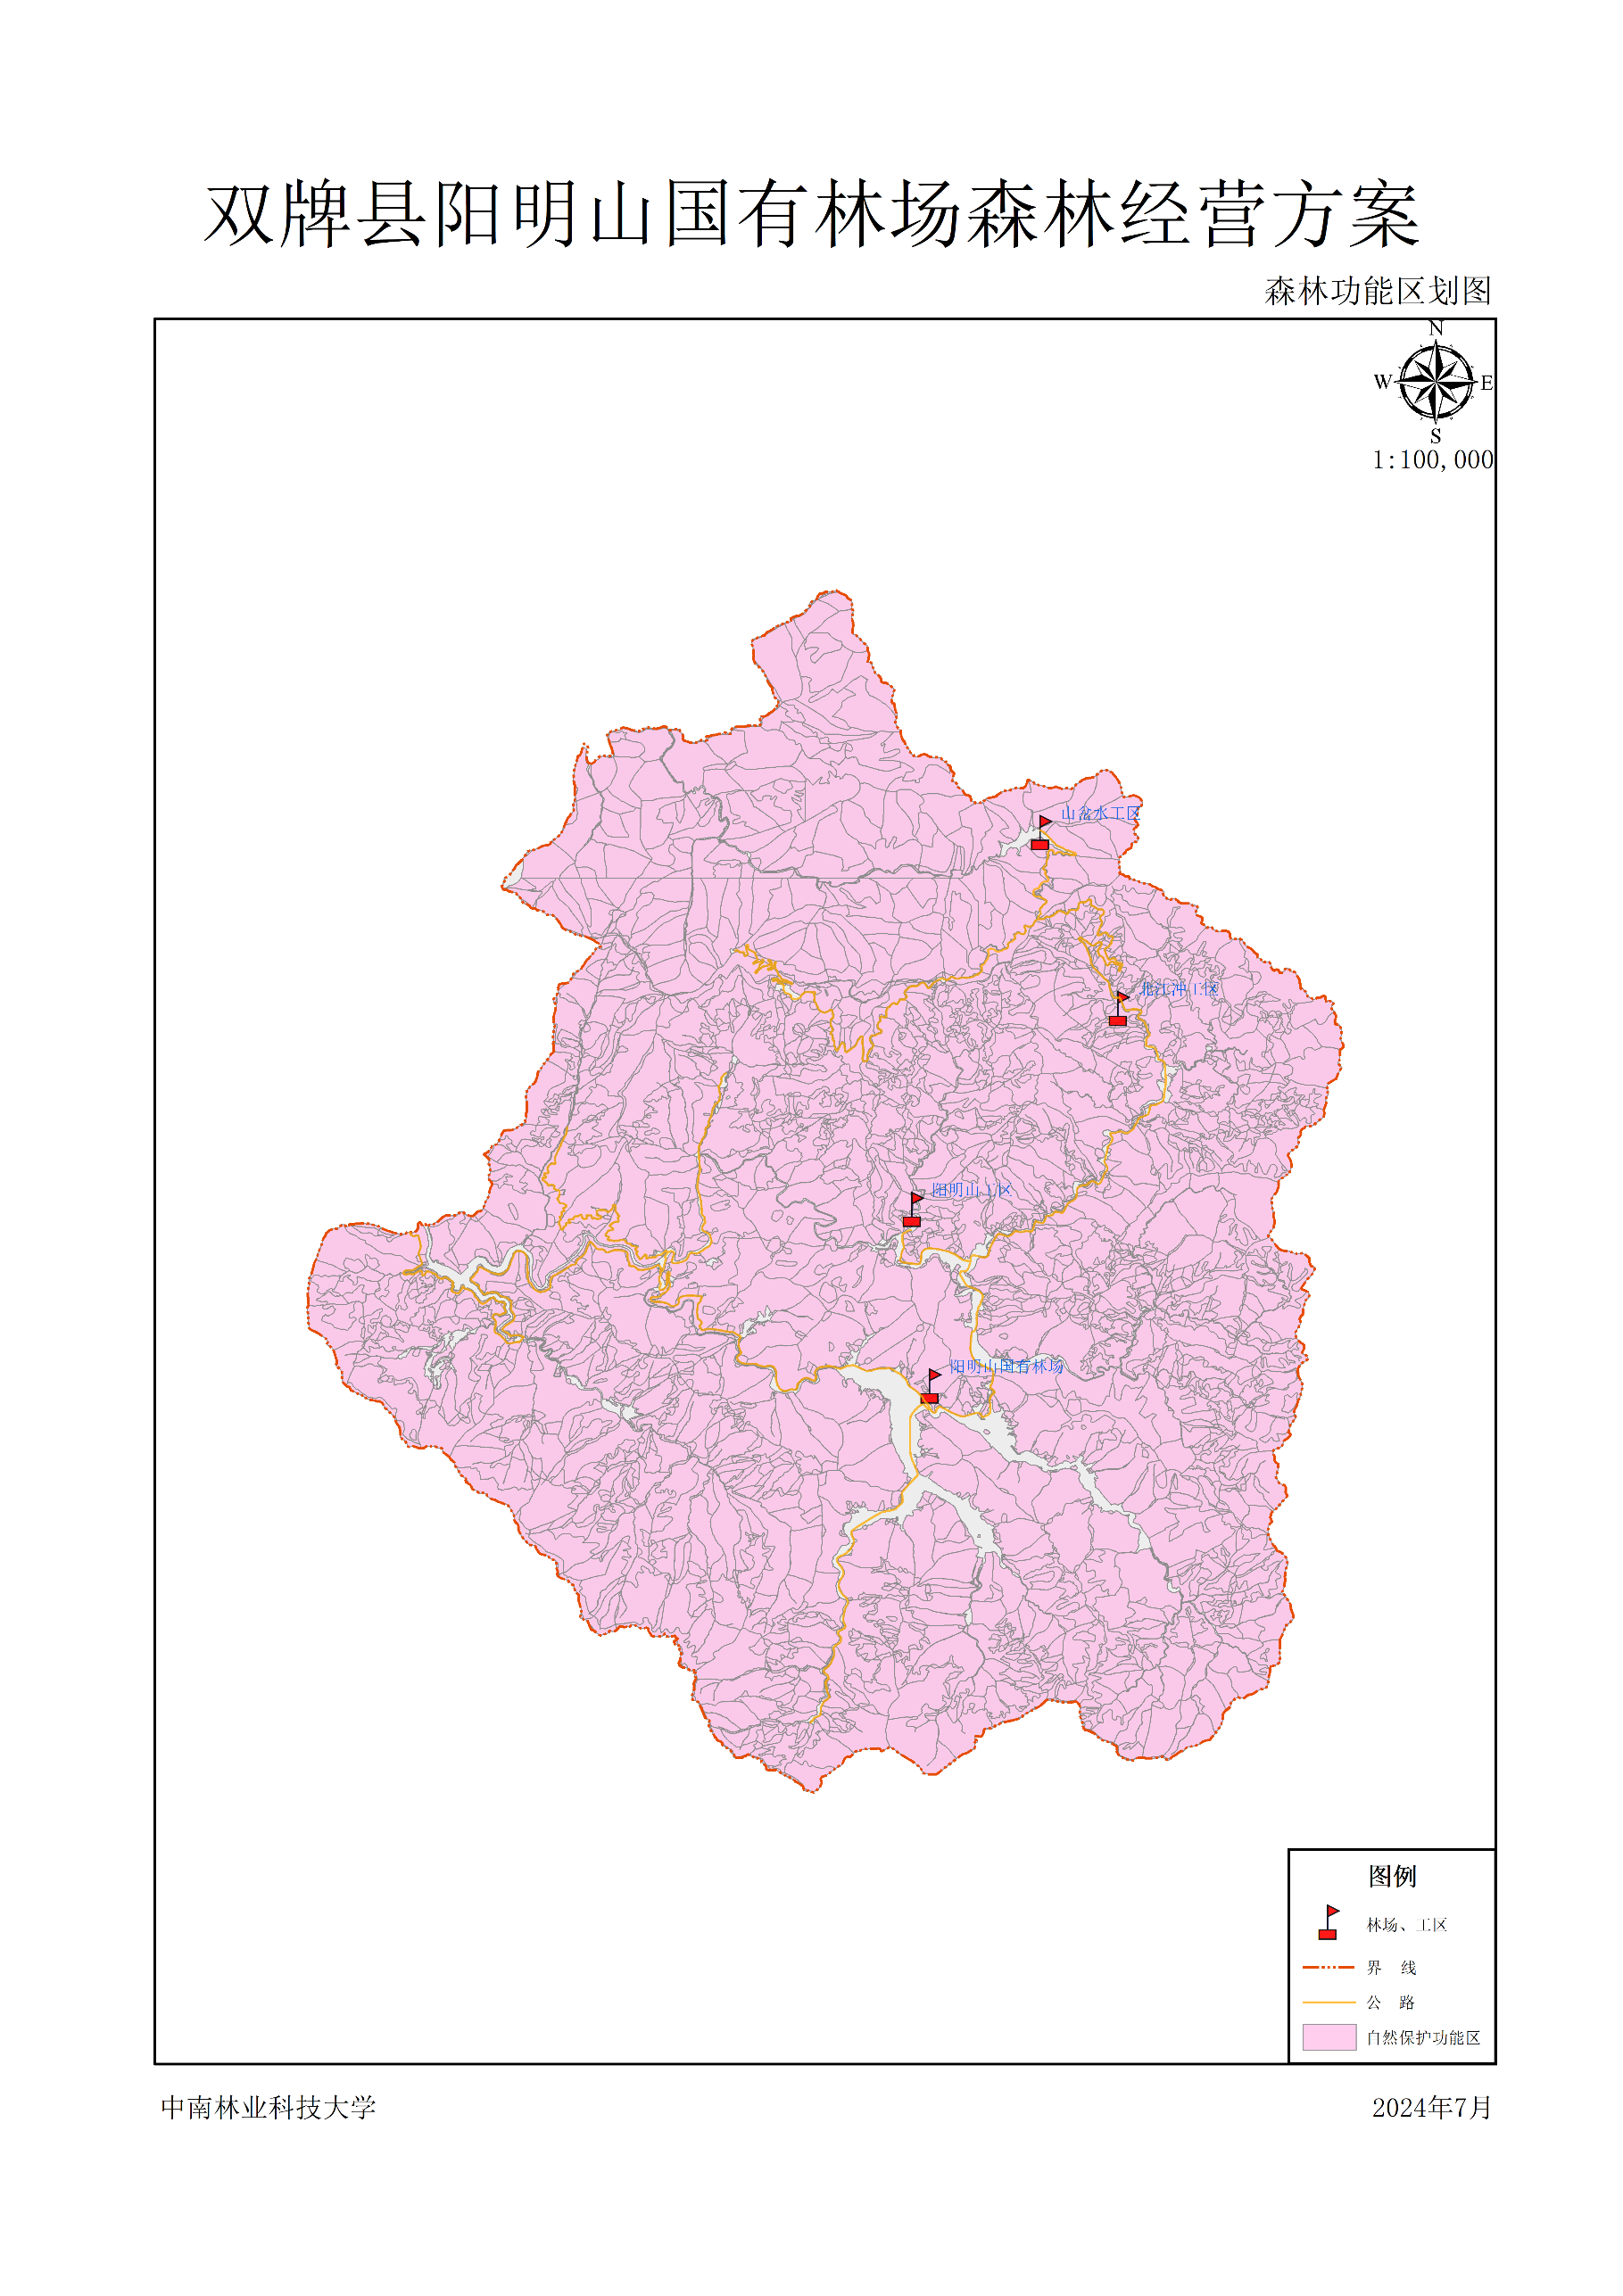 双牌县阳明山国有林场森林经营方案
森林功能区划图
N
W E
S
1:100,000
山岔水工区
北江冲工区
阳明山工区
阳明山国有林场
图例
林场、工区
界 线
公 路
自然保护功能区
中南林业科技大学
2024年7月